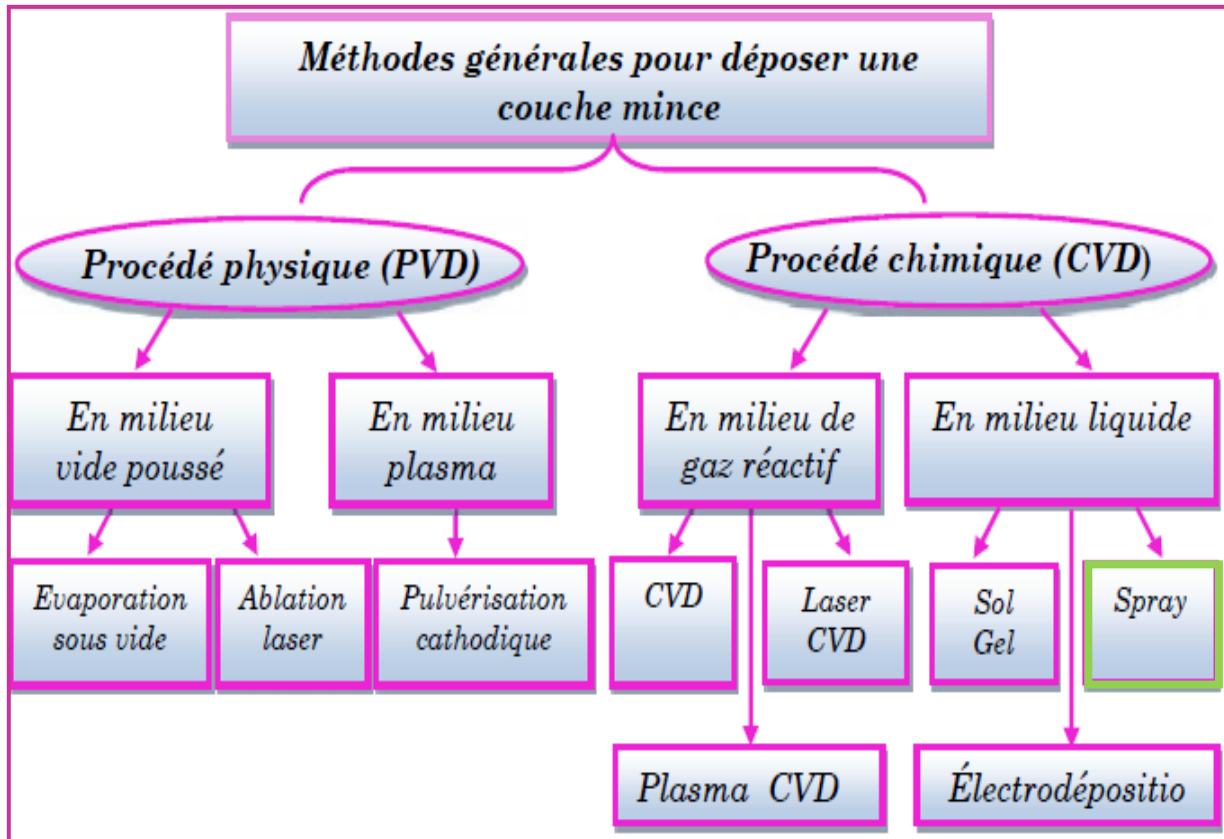 Méthodes générales pour déposer une
couche mince
Procédé physique (PVD)
Procédé chimique (CVD)
En milieu
vide poussé
En milieu
plasma
En milieu de
gaz réactif
En milieu liquide
Evaporation
sous vide
Ablation
laser
Pulvérisation
cathodique
CVD
Laser
CVD
Sol
Gel
Spray
Plasma CVD
Électrodépositio